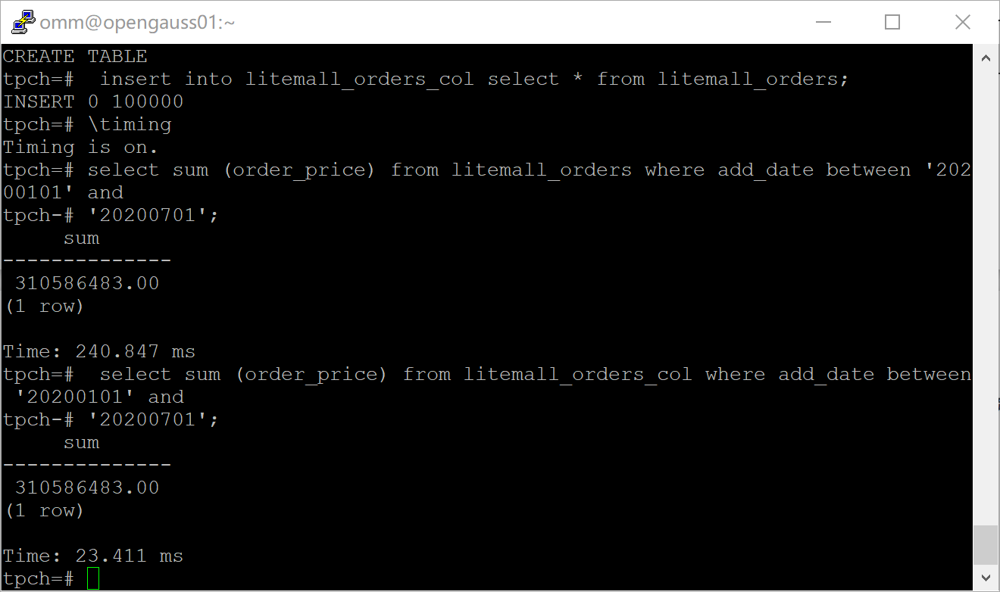 omm@opengauss01:~
CREATE TABLE
tpch=#  insert into litemall_orders_col select * from litemall_orders;
INSERT 0 100000
tpch=# \timing
Timing is on.
tpch=# select sum (order_price) from litemall_orders where add_date between '202
00101' and
tpch-# '20200701';
     sum
--------------
 310586483.00
(1 row)

Time: 240.847 ms
tpch=#  select sum (order_price) from litemall_orders_col where add_date between
 '20200101' and
tpch-# '20200701';
     sum
--------------
 310586483.00
(1 row)

Time: 23.411 ms
tpch=#